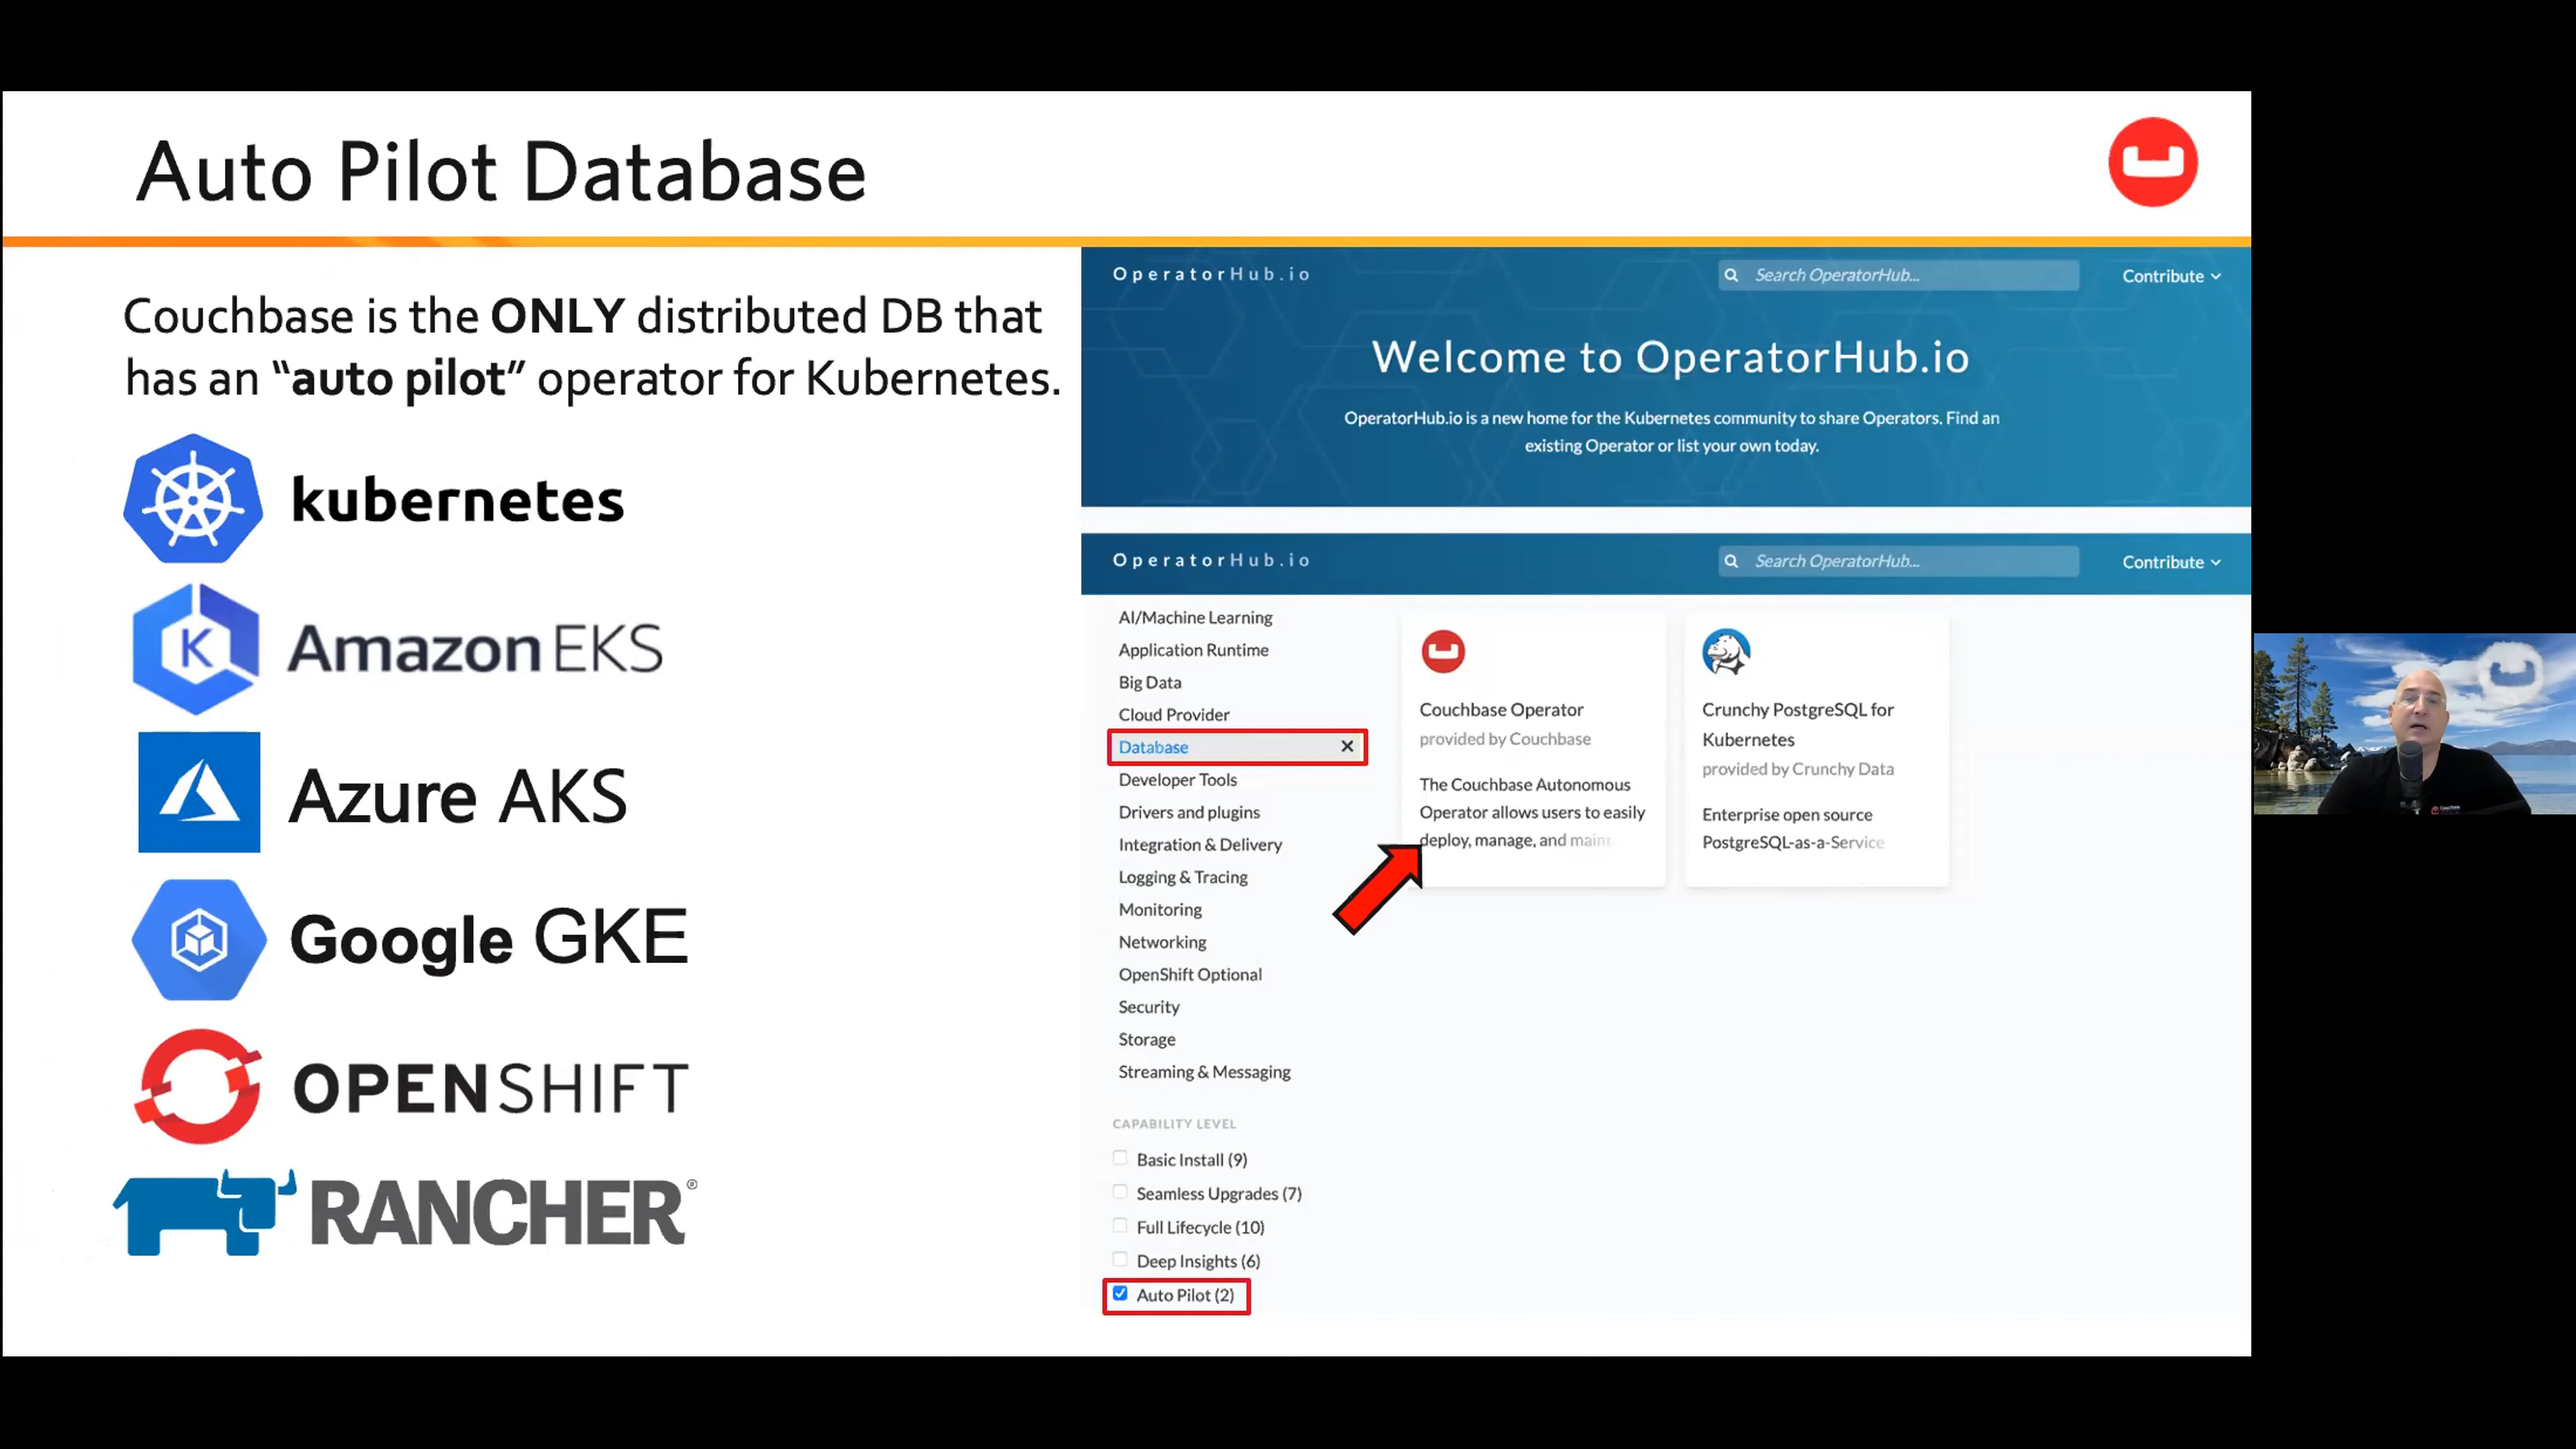 Auto Pilot Database
Couchbase is the ONLY distributed DB that
has an “auto pilot” operator for Kubernetes.
kubernetes
Amazon EKS
Azure AKS
Google GKE
OPENSHIFT
RANCHER®
OperatorHub.io
Search OperatorHub...
Contribute
Welcome to OperatorHub.io
OperatorHub.io is a new home for the Kubernetes community to share Operators. Find an
existing Operator or list your own today.
OperatorHub.io
Search OperatorHub...
Contribute
AI/Machine Learning
Application Runtime
Big Data
Cloud Provider
Database
Developer Tools
Drivers and plugins
Integration & Delivery
Logging & Tracing
Monitoring
Networking
OpenShift Optional
Security
Storage
Streaming & Messaging
CAPABILITY LEVEL
Basic Install (9)
Seamless Upgrades (7)
Full Lifecycle (10)
Deep Insights (6)
Auto Pilot (2)
Couchbase Operator
provided by Couchbase
The Couchbase Autonomous
Operator allows users to easily
deploy, manage, and maint
Crunchy PostgreSQL for
Kubernetes
provided by Crunchy Data
Enterprise open source
PostgreSQL-as-a-Service